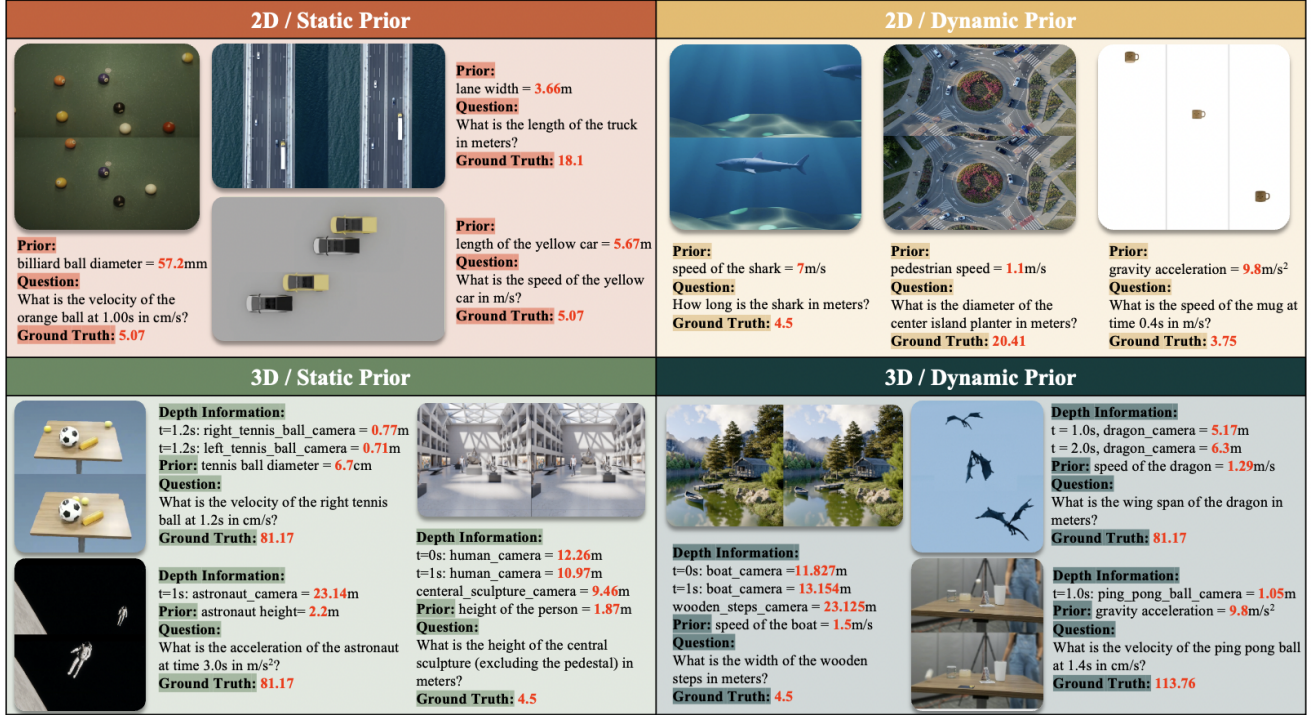 2D / Static Prior
Prior:
billiard ball diameter = 57.2mm
Question:
What is the velocity of the
orange ball at 1.00s in cm/s?
Ground Truth: 5.07
Prior:
lane width = 3.66m
Question:
What is the length of the truck
in meters?
Ground Truth: 18.1
Prior:
length of the yellow car = 5.67m
Question:
What is the speed of the yellow
car in m/s?
Ground Truth: 5.07
2D / Dynamic Prior
Prior:
speed of the shark = 7m/s
Question:
How long is the shark in meters?
Ground Truth: 4.5
Prior:
pedestrian speed = 1.1m/s
Question:
What is the diameter of the
center island planter in meters?
Ground Truth: 20.41
Prior:
gravity acceleration = 9.8m/s²
Question:
What is the speed of the mug at
time 0.4s in m/s?
Ground Truth: 3.75
3D / Static Prior
Depth Information:
t=1.2s: right_tennis_ball_camera = 0.77m
t=1.2s: left_tennis_ball_camera = 0.71m
Prior: tennis ball diameter = 6.7cm
Question:
What is the velocity of the right tennis
ball at 1.2s in cm/s?
Ground Truth: 81.17
Depth Information:
t=1s: astronaut_camera = 23.14m
Prior: astronaut height= 2.2m
Question:
What is the acceleration of the astronaut
at time 3.0s in m/s²?
Ground Truth: 81.17
Depth Information:
t=0s: human_camera = 12.26m
t=1s: human_camera = 10.97m
centeral_sculpture_camera = 9.46m
Prior: height of the person = 1.87m
Question:
What is the height of the central
sculpture (excluding the pedestal) in
meters?
Ground Truth: 4.5
3D / Dynamic Prior
Depth Information:
t=0s: boat_camera =11.827m
t=1s: boat_camera = 13.154m
wooden_steps_camera = 23.125m
Prior: speed of the boat = 1.5m/s
Question:
What is the width of the wooden
steps in meters?
Ground Truth: 4.5
Depth Information:
t = 1.0s, dragon_camera = 5.17m
t = 2.0s, dragon_camera = 6.3m
Prior: speed of the dragon = 1.29m/s
Question:
What is the wing span of the dragon in
meters?
Ground Truth: 81.17
Depth Information:
t=1.0s: ping_pong_ball_camera = 1.05m
Prior: gravity acceleration = 9.8m/s²
Question:
What is the velocity of the ping pong ball
at 1.4s in cm/s?
Ground Truth: 113.76